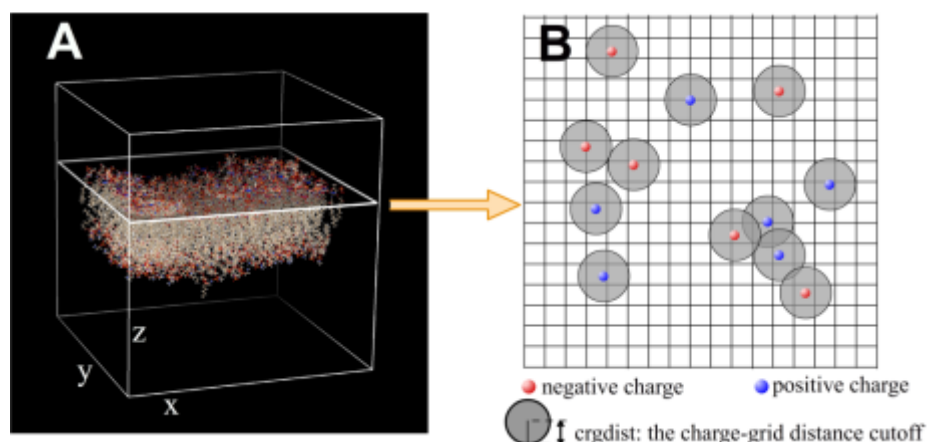 A
B
z
y
x
negative charge
positive charge
crgdist: the charge-grid distance cutoff